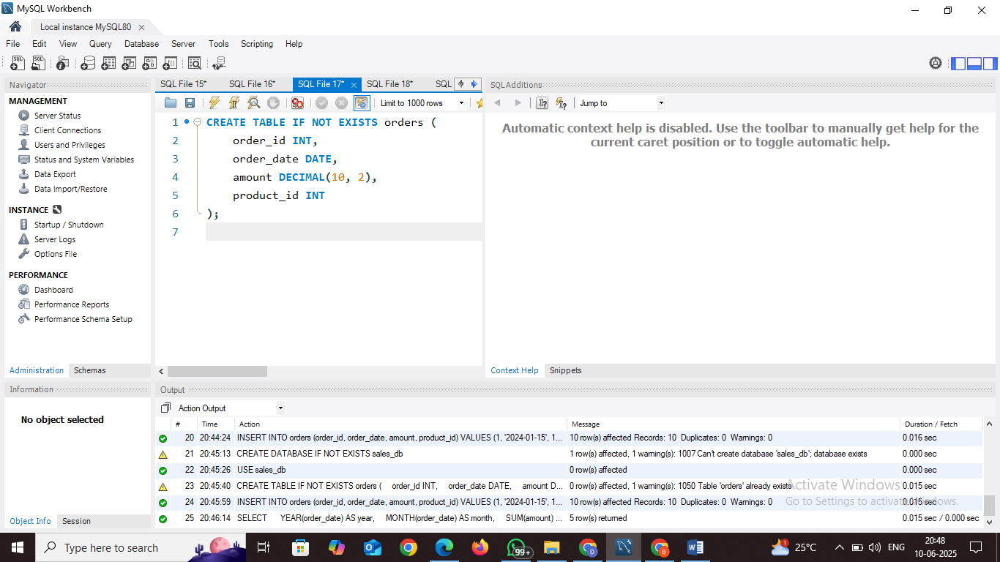 MySQL Workbench
Local instance MySQL80
File Edit View Query Database Server Tools Scripting Help
Navigator
MANAGEMENT
Server Status
Client Connections
Users and Privileges
Status and System Variables
Data Export
Data Import/Restore
INSTANCE
Startup / Shutdown
Server Logs
Options File
PERFORMANCE
Dashboard
Performance Reports
Performance Schema Setup
Administration Schemas
Information
No object selected
Object Info Session
SQL File 15* SQL File 16* SQL File 17* SQL File 18* SQL
Limit to 1000 rows
1 CREATE TABLE IF NOT EXISTS orders (
2 order_id INT,
3 order_date DATE,
4 amount DECIMAL(10, 2),
5 product_id INT
6 );
7
SQLAdditions
Jump to
Automatic context help is disabled. Use the toolbar to manually get help for the
current caret position or to toggle automatic help.
Context Help Snippets
Output
Action Output
# Time Action Message Duration / Fetch
20 20:44:24 INSERT INTO orders (order_id, order_date, amount, product_id) VALUES (1, '2024-01-15', 1... 10 row(s) affected Records: 10 Duplicates: 0 Warnings: 0 0.016 sec
21 20:45:13 CREATE DATABASE IF NOT EXISTS sales_db 1 row(s) affected, 1 warning(s): 1007 Can't create database 'sales_db'; database exists 0.000 sec
22 20:45:26 USE sales_db 0 row(s) affected 0.000 sec
23 20:45:40 CREATE TABLE IF NOT EXISTS orders ( order_id INT, order_date DATE, amount D... 0 row(s) affected, 1 warning(s): 1050 Table 'orders' already exists 0.015 sec
24 20:45:59 INSERT INTO orders (order_id, order_date, amount, product_id) VALUES (1, '2024-01-15', 1... 10 row(s) affected Records: 10 Duplicates: 0 Warnings: 0 0.015 sec
25 20:46:14 SELECT YEAR(order_date) AS year, MONTH(order_date) AS month, SUM(amount) ... 5 row(s) returned 0.015 sec / 0.000 sec
Activate Windows
Go to Settings to activate Windows.
Type here to search
99+
25°C
ENG
20:48
10-06-2025